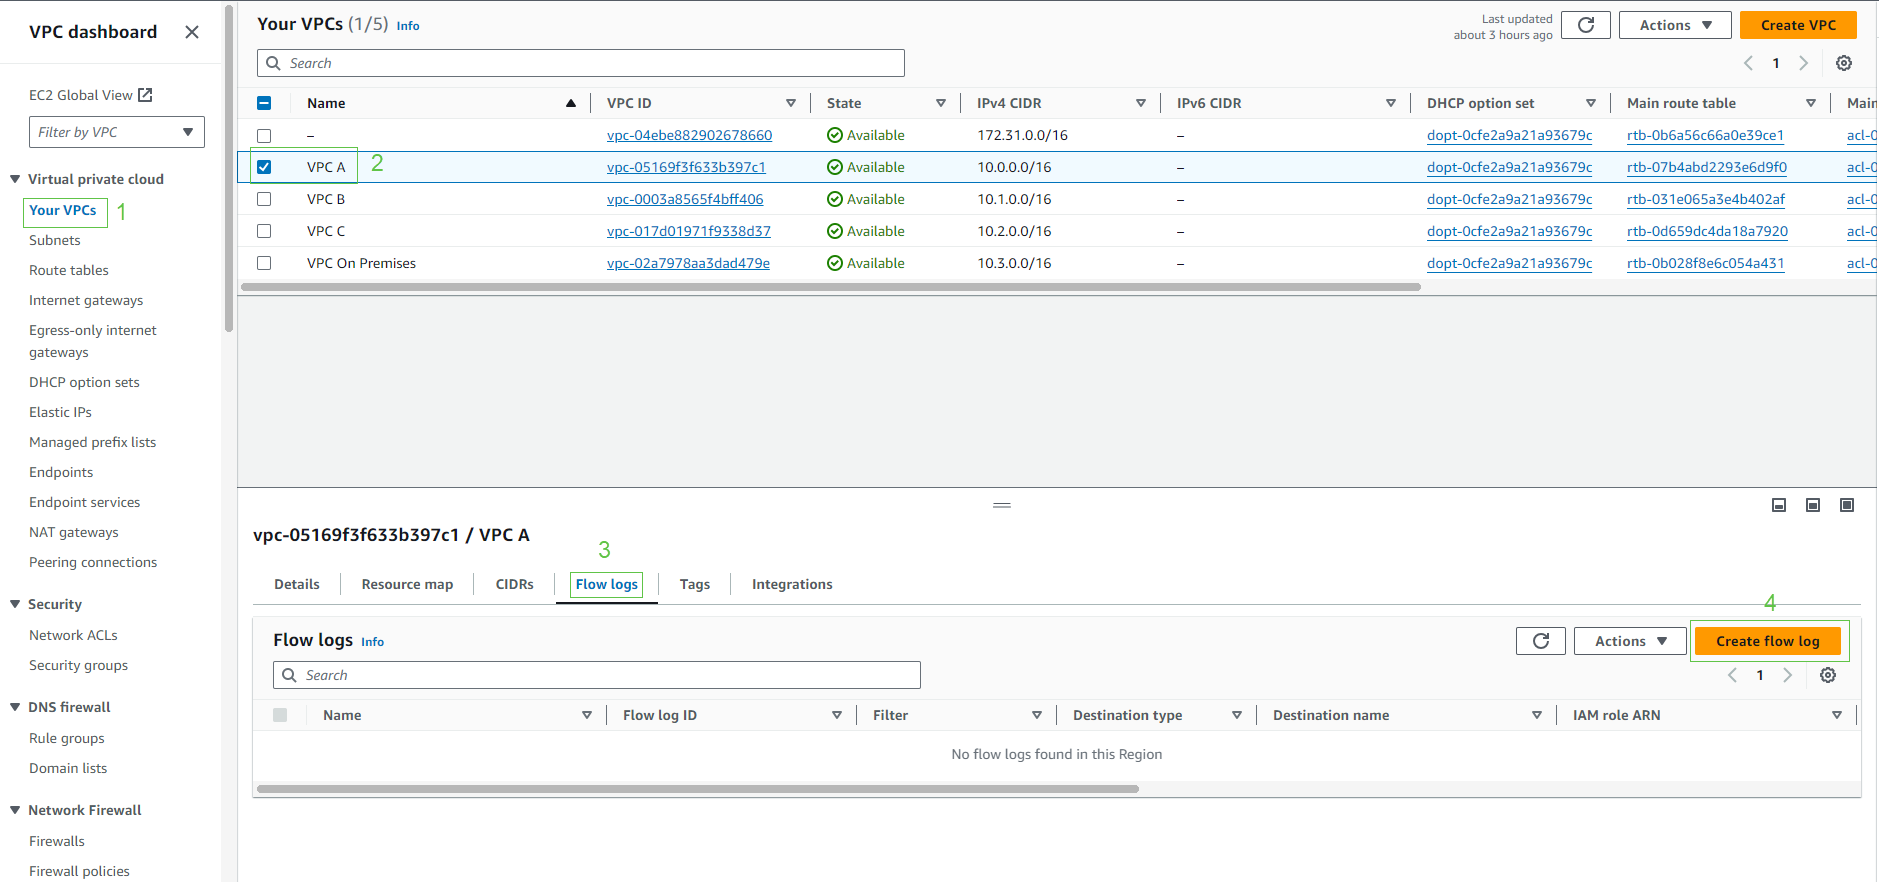 VPC dashboard
EC2 Global View
Filter by VPC
Virtual private cloud
Your VPCs 1
Subnets
Route tables
Internet gateways
Egress-only internet
gateways
DHCP option sets
Elastic IPs
Managed prefix lists
Endpoints
Endpoint services
NAT gateways
Peering connections
Security
Network ACLs
Security groups
DNS firewall
Rule groups
Domain lists
Network Firewall
Firewalls
Firewall policies
Your VPCs (1/5) Info
Last updated
about 3 hours ago
Actions
Create VPC
Search
1
Name VPC ID State IPv4 CIDR IPv6 CIDR DHCP option set Main route table Main
– vpc-04ebe882902678660 Available 172.31.0.0/16 – dopt-0cfe2a9a21a93679c rtb-0b6a56c66a0e39ce1 acl-0
VPC A 2 vpc-05169f3f633b397c1 Available 10.0.0.0/16 – dopt-0cfe2a9a21a93679c rtb-07b4abd2293e6d9f0 acl-0
VPC B vpc-0003a8565f4bff406 Available 10.1.0.0/16 – dopt-0cfe2a9a21a93679c rtb-031e065a3e4b402af acl-0
VPC C vpc-017d01971f9338d37 Available 10.2.0.0/16 – dopt-0cfe2a9a21a93679c rtb-0d659dc4da18a7920 acl-0
VPC On Premises vpc-02a7978aa3dad479e Available 10.3.0.0/16 – dopt-0cfe2a9a21a93679c rtb-0b028f8e6c054a431 acl-0
vpc-05169f3f633b397c1 / VPC A
3
Details Resource map CIDRs Flow logs Tags Integrations
4
Flow logs Info
Actions
Create flow log
Search
1
Name Flow log ID Filter Destination type Destination name IAM role ARN
No flow logs found in this Region